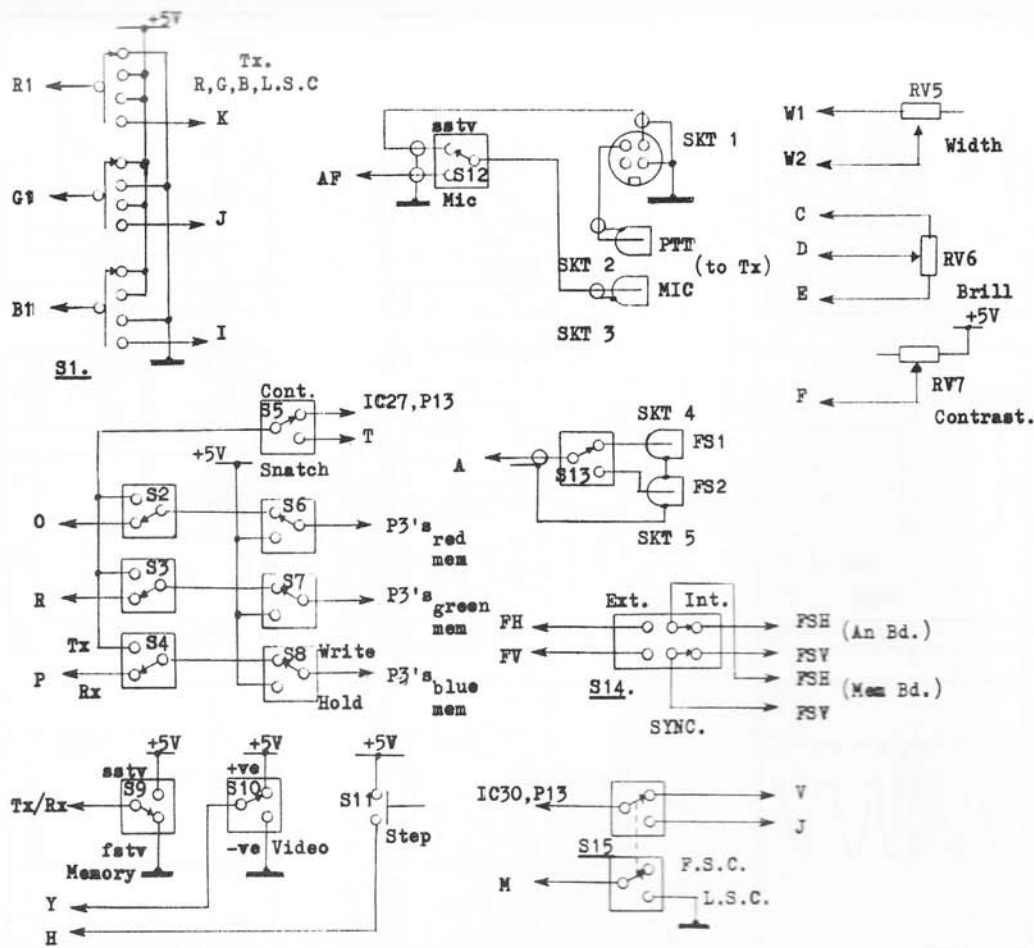 +5V
Tx.
R,G,B,L.S.C
R1
K
G1
J
B1
I
S1.
sstv
SKT 1
AF
S12
Mic
PTT
SKT 2
(to Tx)
MIC
SKT 3
RV5
W1
W2
Width
C
D
RV6
E
Brill
+5V
RV7
F
Contrast.
Cont.
S5
IC27,P13
T
+5V
Snatch
S2
S6
O
P3's red mem
S3
S7
R
P3's green mem
Tx
S4
S8
Write
P
Rx
P3's blue mem
Hold
SKT 4
FS1
A
S13
FS2
SKT 5
Ext. Int.
FH
FSH
(An Bd.)
FV
FSV
FSH
(Mem Bd.)
S14.
FSV
SYNC.
+5V
+5V
+5V
sstv
+ve
S9
S10
S11
Tx/Rx
Step
fstv
-ve Video
Memory
Y
H
IC30,P13
V
J
S15
F.S.C.
M
L.S.C.